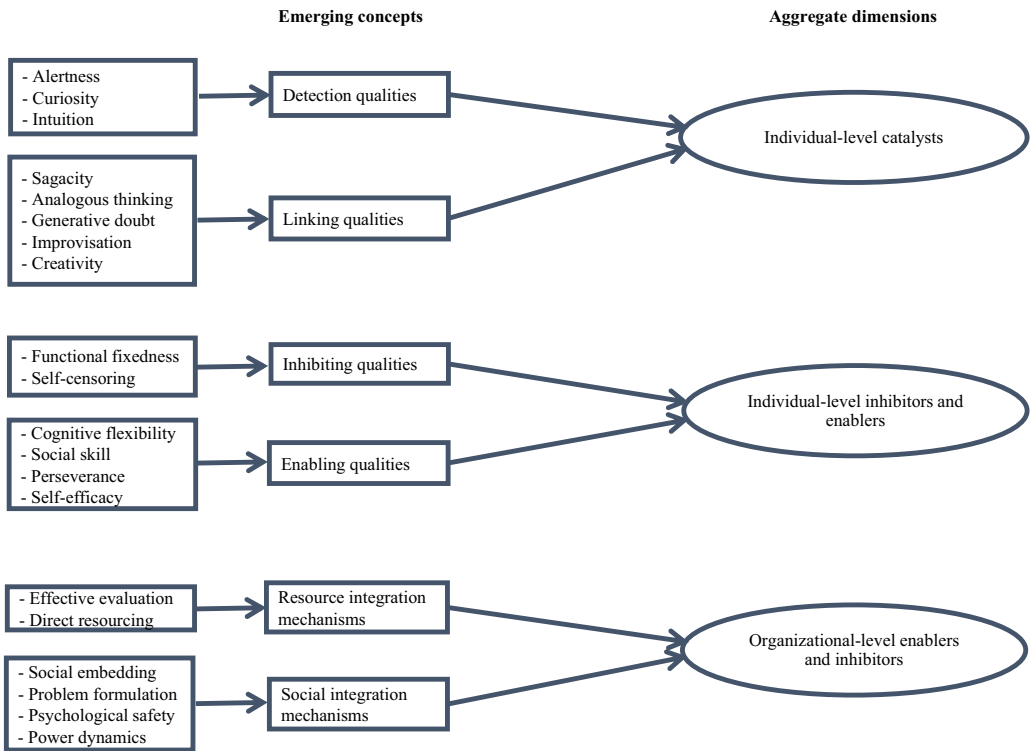 Emerging concepts
Aggregate dimensions
- Alertness
- Curiosity
- Intuition
Detection qualities
Individual-level catalysts
- Sagacity
- Analogous thinking
- Generative doubt
- Improvisation
- Creativity
Linking qualities
- Functional fixedness
- Self-censoring
Inhibiting qualities
Individual-level inhibitors and
enablers
- Cognitive flexibility
- Social skill
- Perseverance
- Self-efficacy
Enabling qualities
- Effective evaluation
- Direct resourcing
Resource integration
mechanisms
Organizational-level enablers
and inhibitors
- Social embedding
- Problem formulation
- Psychological safety
- Power dynamics
Social integration
mechanisms